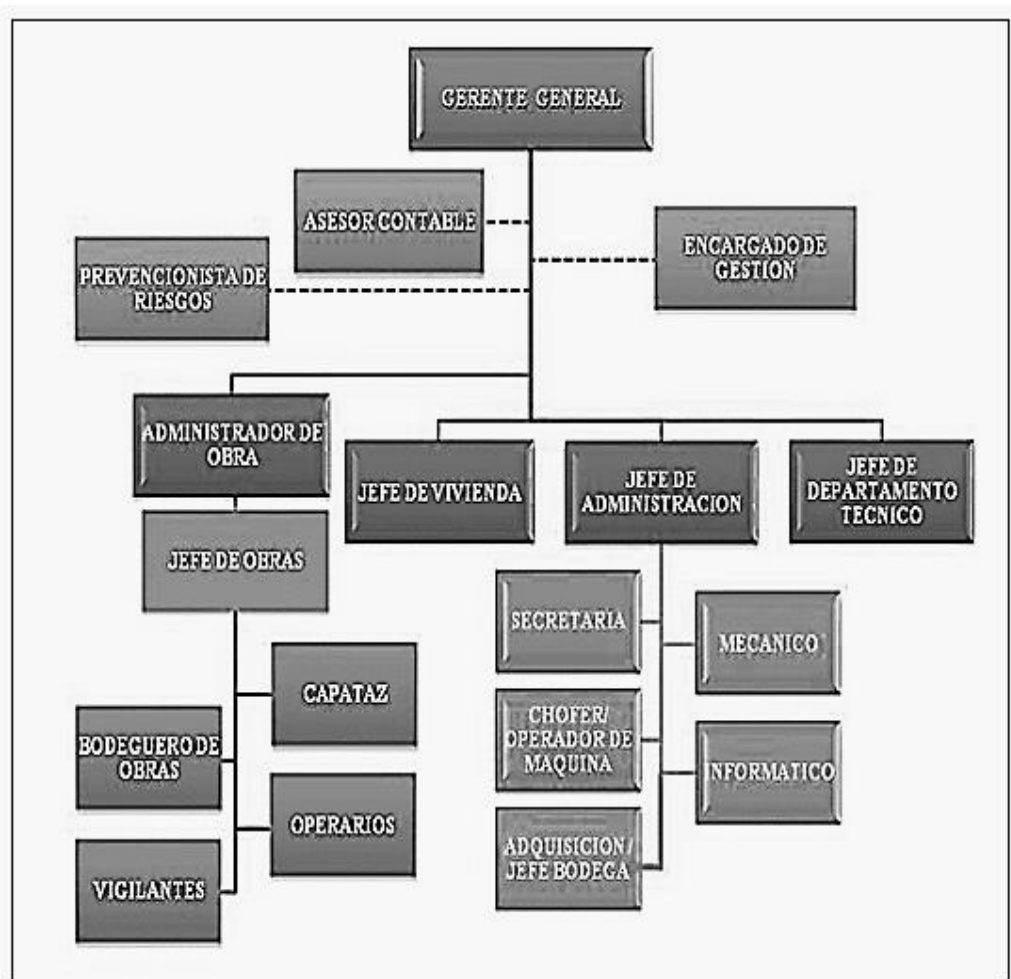 GERENTE GENERAL
ASESOR CONTABLE
ENCARGADO DE
GESTION
PREVENCIONISTA DE
RIESGOS
ADMINISTRADOR DE
OBRA
JEFE DE VIVIENDA
JEFE DE
ADMINISTRACION
JEFE DE
DEPARTAMENTO
TECNICO
JEFE DE OBRAS
SECRETARÍA
MECANICO
CAPATAZ
CHOFER/
OPERADOR DE
MAQUINA
BODEGUERO DE
OBRAS
INFORMATICO
OPERARIOS
ADQUISICION /
JEFE BODEGA
VIGILANTES